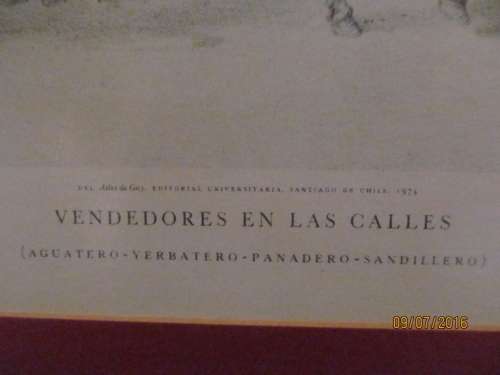 DEL Atlas de Gay. EDITORIAL UNIVERSITARIA, SANTIAGO DE CHILE, 1974
VENDEDORES EN LAS CALLES
(AGUATERO-YERBATERO-PANADERO-SANDILLERO)
09/07/2016